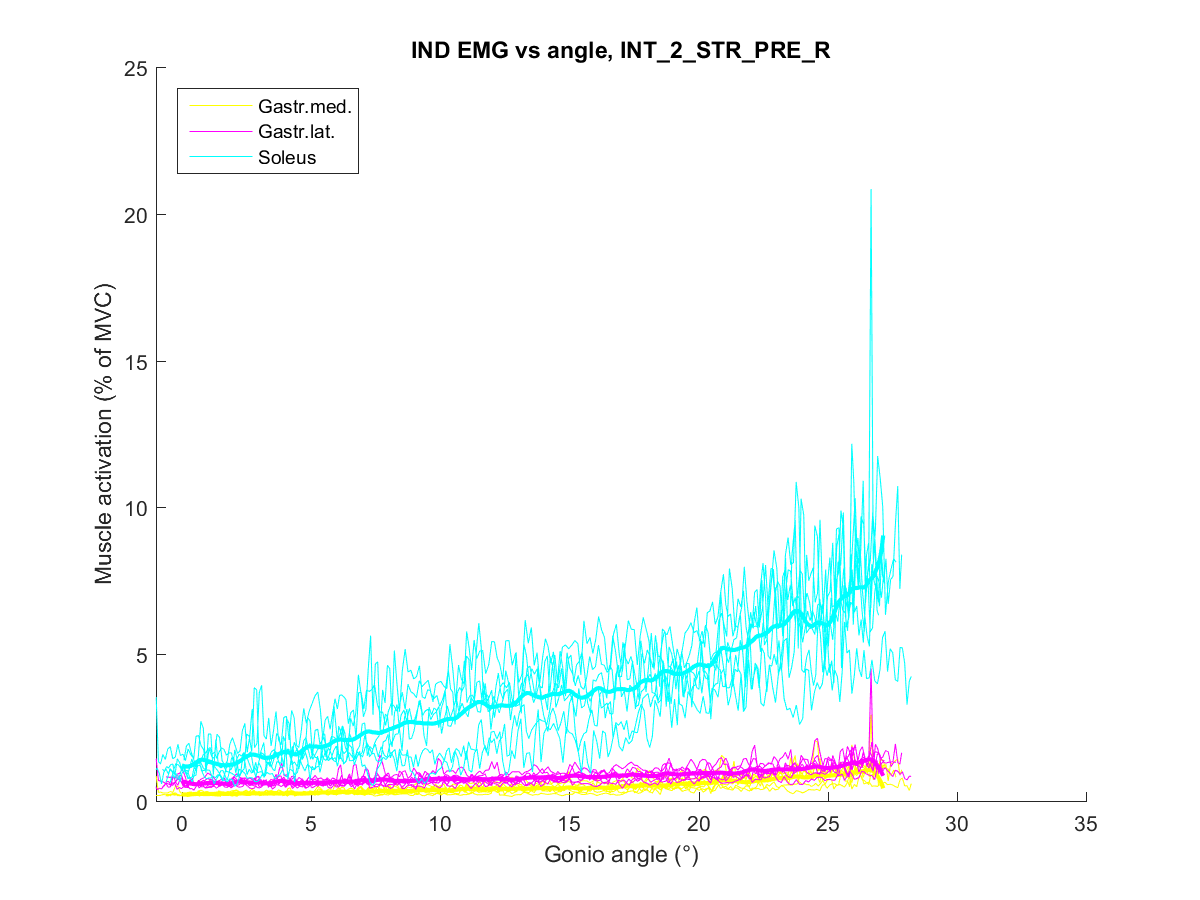 IND EMG vs angle, INT_2_STR_PRE_R
25
20
15
10
5
0
Muscle activation (% of MVC)
Gastr.med.
Gastr.lat.
Soleus
0 5 10 15 20 25 30 35
Gonio angle (°)